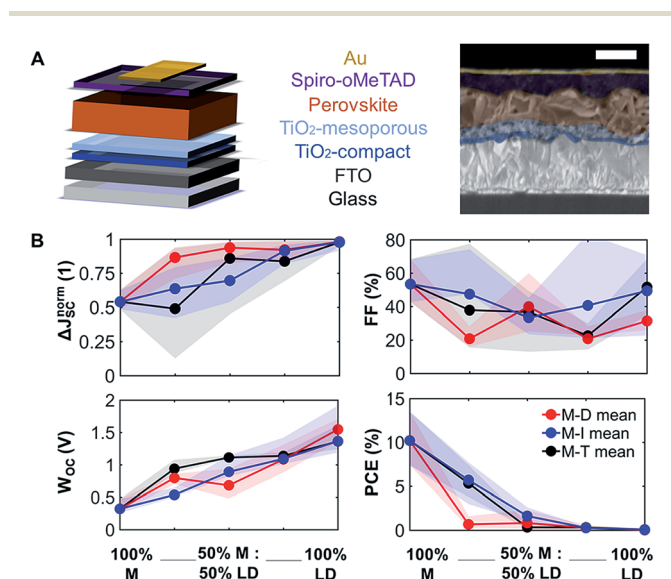 A
Au
Spiro-oMeTAD
Perovskite
TiO2-mesoporous
TiO2-compact
FTO
Glass
B
ΔJSCnorm (1)
1
0.75
0.5
0.25
0
FF (%)
80
60
40
20
0
WOC (V)
2
1.5
1
0.5
0
PCE (%)
15
10
5
0
M-D mean
M-I mean
M-T mean
100% M
50% M : 50% LD
100% LD
100% M
50% M : 50% LD
100% LD